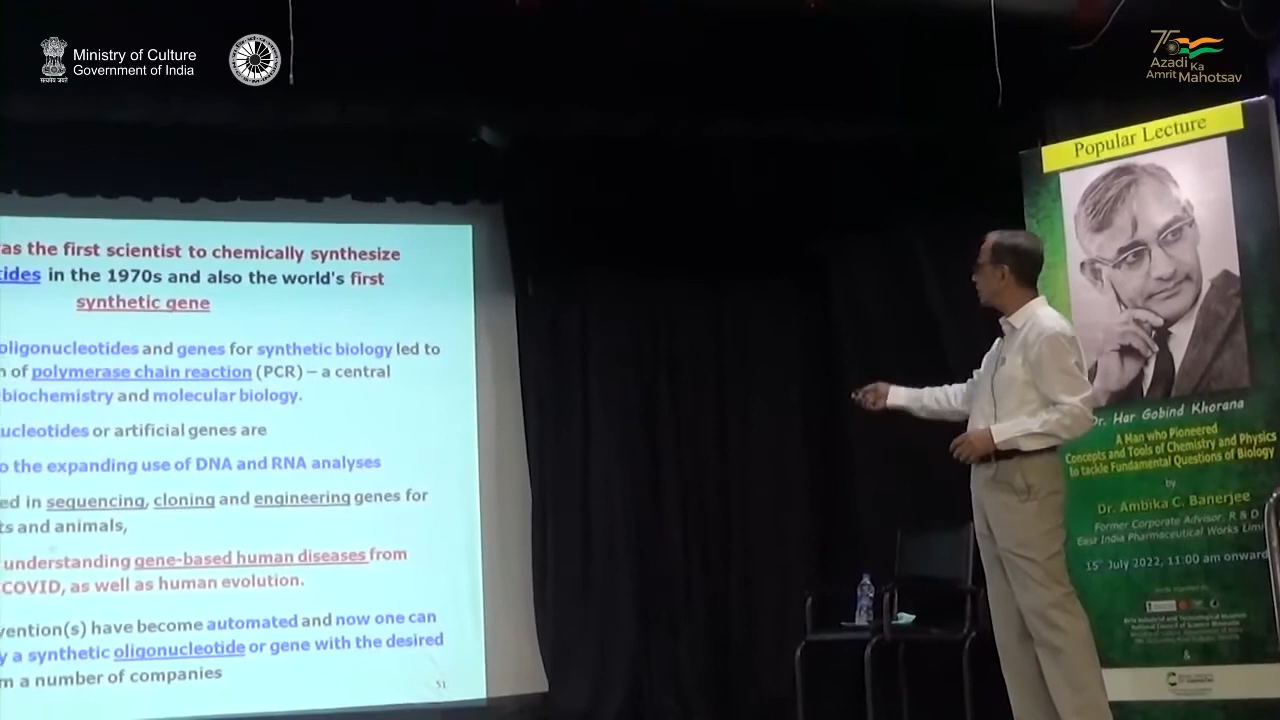 सत्यमेव जयते
Ministry of Culture
Government of India
75
Azadi
Ka
Amrit Mahotsav
as the first scientist to chemically synthesize
tides in the 1970s and also the world's first
synthetic gene
oligonucleotides and genes for synthetic biology led to
n of polymerase chain reaction (PCR) – a central
biochemistry and molecular biology.
ucleotides or artificial genes are
o the expanding use of DNA and RNA analyses
ed in sequencing, cloning and engineering genes for
ts and animals,
understanding gene-based human diseases from
COVID, as well as human evolution.
vention(s) have become automated and now one can
y a synthetic oligonucleotide or gene with the desired
m a number of companies
51
Popular Lecture
Dr. Har Gobind Khorana
A Man who Pioneered
Concepts and Tools of Chemistry and Physics
to tackle Fundamental Questions of Biology
by
Dr. Ambika C. Banerjee
Former Corporate Advisor, R & D
East India Pharmaceutical Works Limi
15th July 2022, 11:00 am onward
&